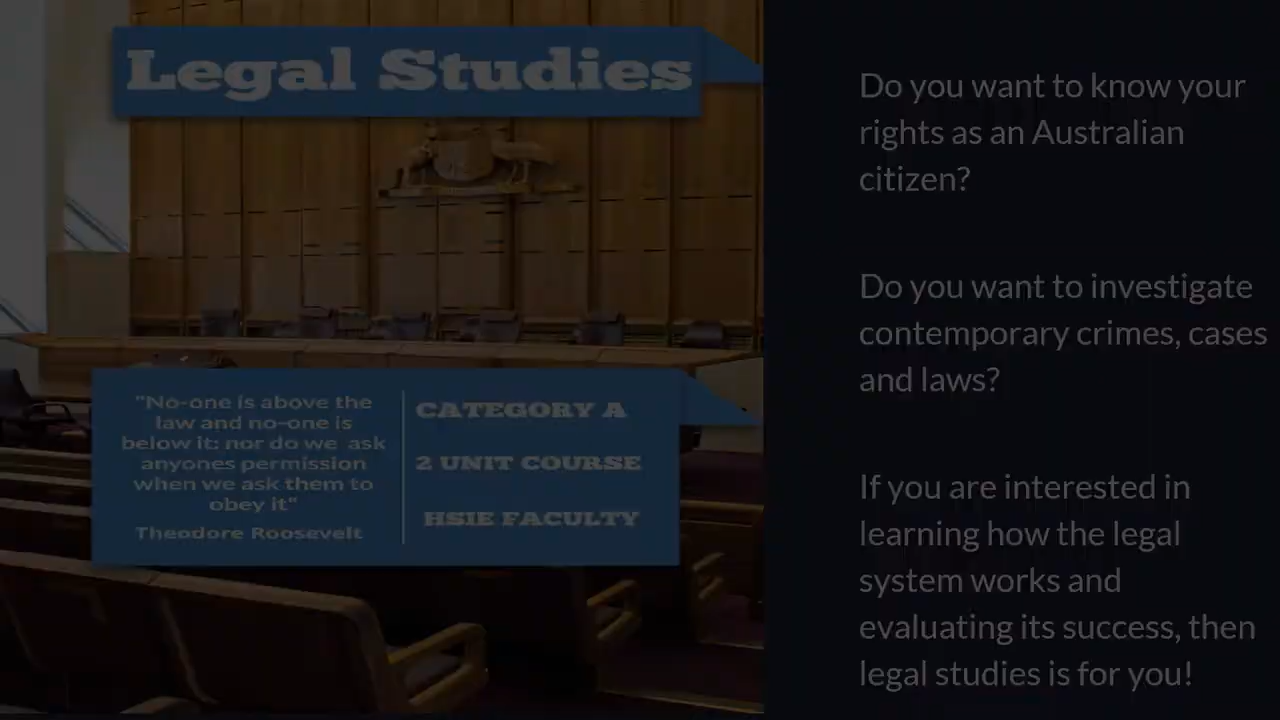 Legal Studies
"No-one is above the
law and no-one is
below it: nor do we ask
anyones permission
when we ask them to
obey it"
Theodore Roosevelt
CATEGORY A
2 UNIT COURSE
HSIE FACULTY
Do you want to know your
rights as an Australian
citizen?
Do you want to investigate
contemporary crimes, cases
and laws?
If you are interested in
learning how the legal
system works and
evaluating its success, then
legal studies is for you!